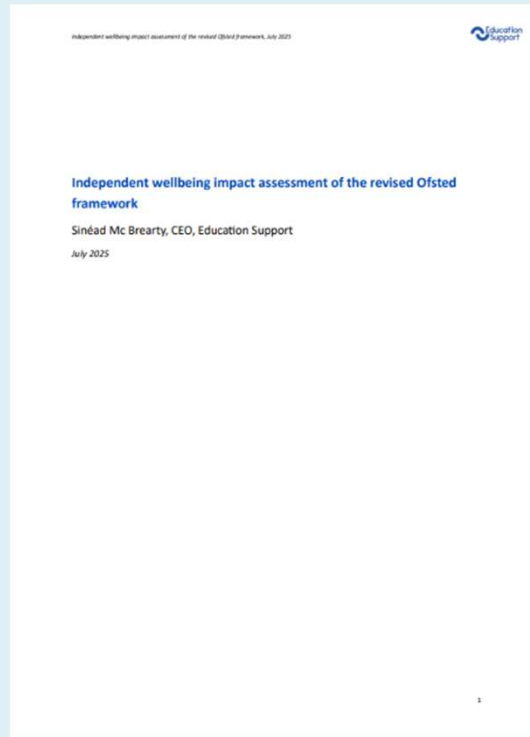 Independent wellbeing impact assessment of the revised Ofsted framework, July 2025
Education
Support
Independent wellbeing impact assessment of the revised Ofsted
framework
Sinéad Mc Brearty, CEO, Education Support
July 2025
1